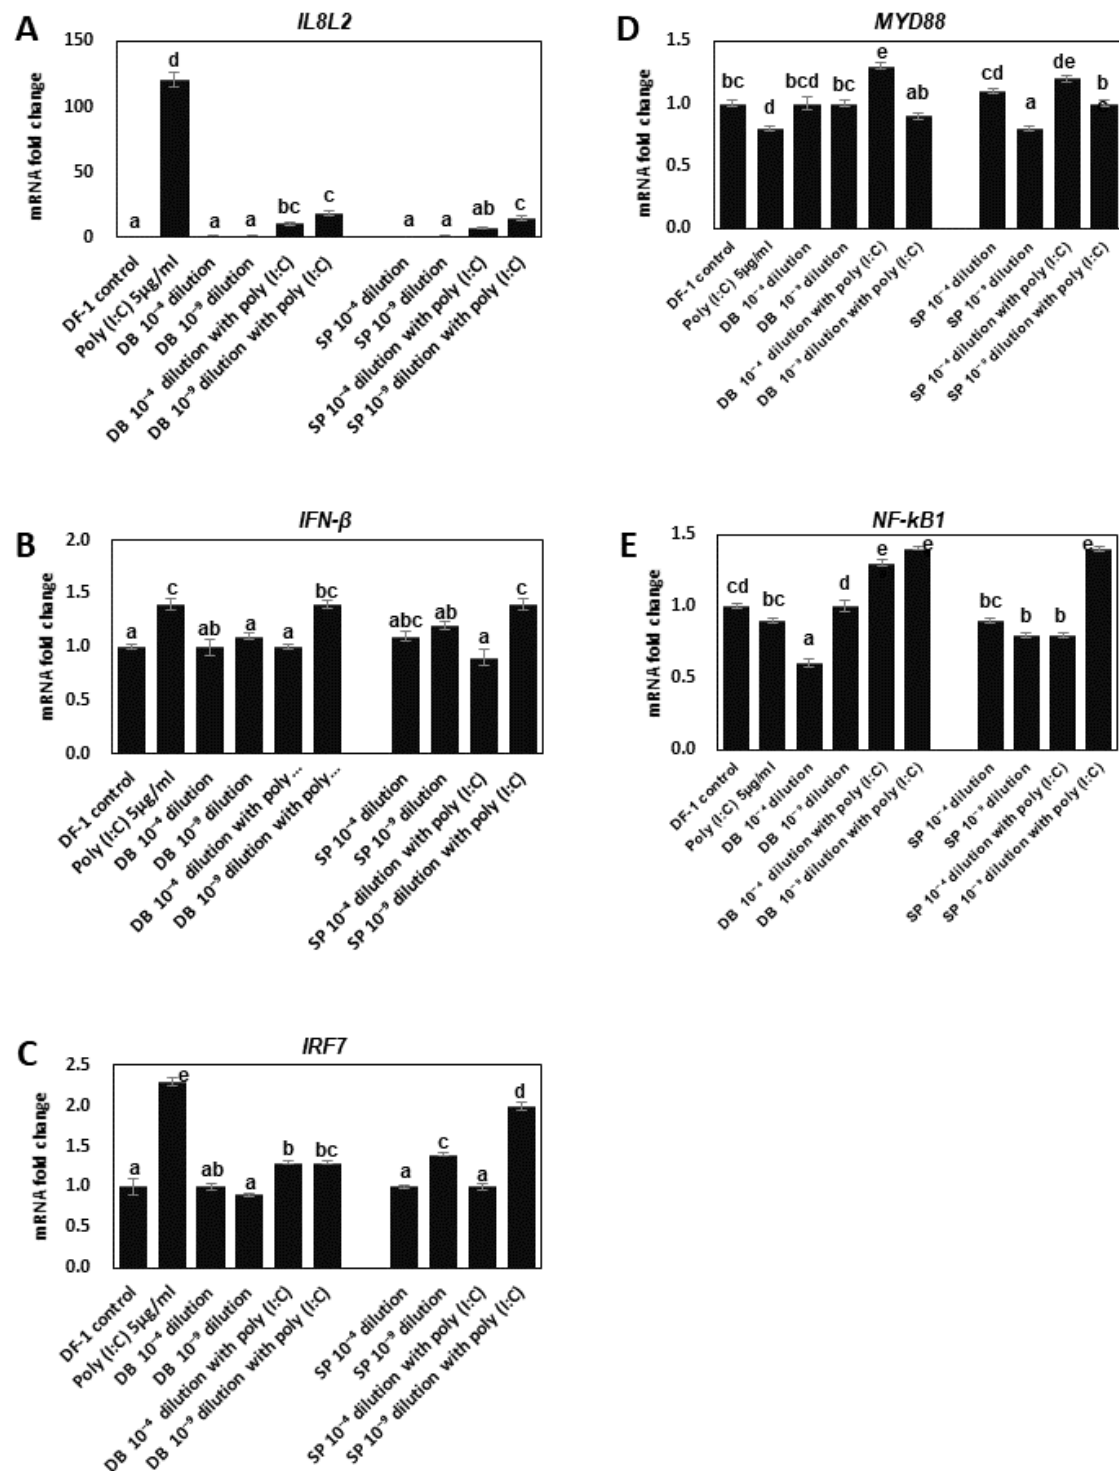 A
IL8L2
mRNA fold change
150
100
50
0
a
d
a
a
bc
c
a
a
ab
c
DF-1 control
Poly (I:C) 5µg/ml
DB 10⁻⁴ dilution
DB 10⁻⁹ dilution
DB 10⁻⁴ dilution with poly (I:C)
DB 10⁻⁹ dilution with poly (I:C)
SP 10⁻⁴ dilution
SP 10⁻⁹ dilution
SP 10⁻⁴ dilution with poly (I:C)
SP 10⁻⁹ dilution with poly (I:C)
B
IFN-β
mRNA fold change
2.0
1.5
1.0
0.5
0.0
a
c
ab
a
a
bc
abc
ab
a
c
DF-1 control
Poly (I:C) 5µg/ml
DB 10⁻⁴ dilution
DB 10⁻⁹ dilution
DB 10⁻⁴ dilution with poly...
DB 10⁻⁹ dilution with poly...
SP 10⁻⁴ dilution
SP 10⁻⁹ dilution
SP 10⁻⁴ dilution with poly (I:C)
SP 10⁻⁹ dilution with poly (I:C)
C
IRF7
mRNA fold change
2.5
2.0
1.5
1.0
0.5
0.0
a
e
ab
a
b
bc
a
c
a
d
DF-1 control
Poly (I:C) 5µg/ml
DB 10⁻⁴ dilution
DB 10⁻⁹ dilution
DB 10⁻⁴ dilution with poly (I:C)
DB 10⁻⁹ dilution with poly (I:C)
SP 10⁻⁴ dilution
SP 10⁻⁹ dilution
SP 10⁻⁴ dilution with poly (I:C)
SP 10⁻⁹ dilution with poly (I:C)
D
MYD88
mRNA fold change
1.5
1.0
0.5
0.0
bc
d
bcd
bc
e
ab
cd
a
de
b
DF-1 control
Poly (I:C) 5µg/ml
DB 10⁻⁴ dilution
DB 10⁻⁹ dilution
DB 10⁻⁴ dilution with poly (I:C)
DB 10⁻⁹ dilution with poly (I:C)
SP 10⁻⁴ dilution
SP 10⁻⁹ dilution
SP 10⁻⁴ dilution with poly (I:C)
SP 10⁻⁹ dilution with poly (I:C)
E
NF-kB1
mRNA fold change
1.5
1.0
0.5
0.0
cd
bc
a
d
e
e
bc
b
b
e
DF-1 control
Poly (I:C) 5µg/ml
DB 10⁻⁴ dilution
DB 10⁻⁹ dilution
DB 10⁻⁴ dilution with poly (I:C)
DB 10⁻⁹ dilution with poly (I:C)
SP 10⁻⁴ dilution
SP 10⁻⁹ dilution
SP 10⁻⁴ dilution with poly (I:C)
SP 10⁻⁹ dilution with poly (I:C)